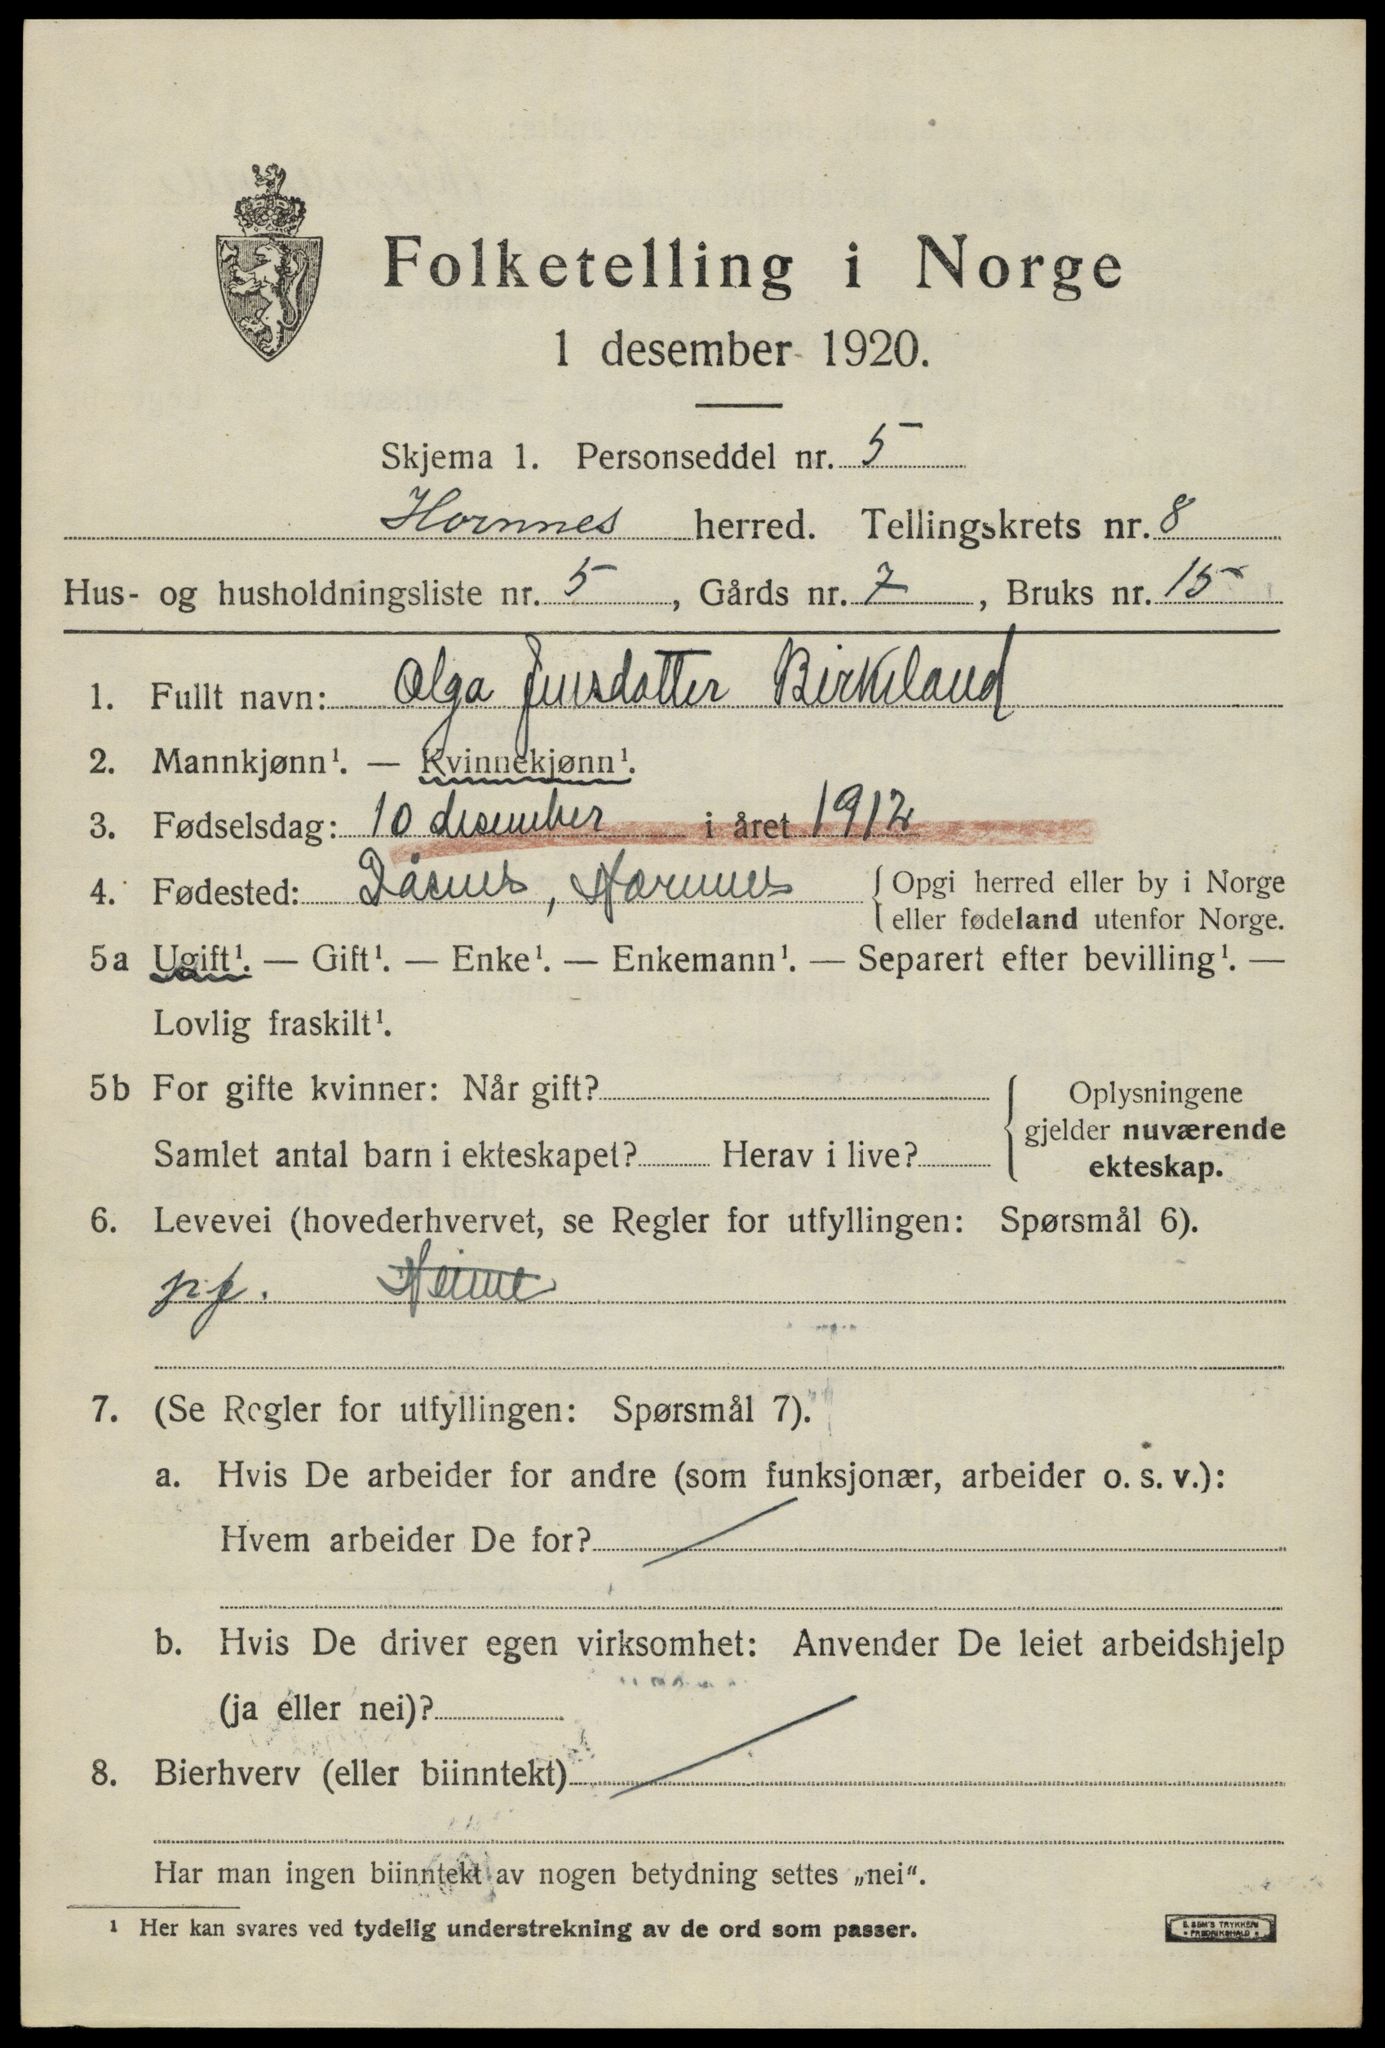 Folketelling i Norge
1 desember 1920.
Skjema 1. Personseddel nr. 5
Hornnes herred. Tellingskrets nr. 8
Hus- og husholdningsliste nr. 5, Gårds nr. 7, Bruks nr. 15
1. Fullt navn: Olga Jensdatter Birkeland
2. Mannkjønn¹. — Kvinnekjønn¹.
3. Fødselsdag: 10 desember i året 1912
4. Fødested: Dåsnes, Hornnes {Opgi herred eller by i Norge
eller fødeland utenfor Norge.
5a Ugift¹. — Gift¹. — Enke¹. — Enkemann¹. — Separert efter bevilling¹. —
Lovlig fraskilt¹.
5b For gifte kvinner: Når gift? {Oplysningene
gjelder nuværende
Samlet antal barn i ekteskapet? Herav i live?
ekteskap.
6. Levevei (hovederhvervet, se Regler for utfyllingen: Spørsmål 6).
Heime
7. (Se Regler for utfyllingen: Spørsmål 7).
a. Hvis De arbeider for andre (som funksjonær, arbeider o. s. v.):
Hvem arbeider De for? /
b. Hvis De driver egen virksomhet: Anvender De leiet arbeidshjelp
(ja eller nei)?
8. Bierhverv (eller biinntekt) /
Har man ingen biinntekt av nogen betydning settes „nei“.
¹ Her kan svares ved tydelig understrekning av de ord som passer.
E. SEM'S TRYKKERI
• FREDRIKSHALD •